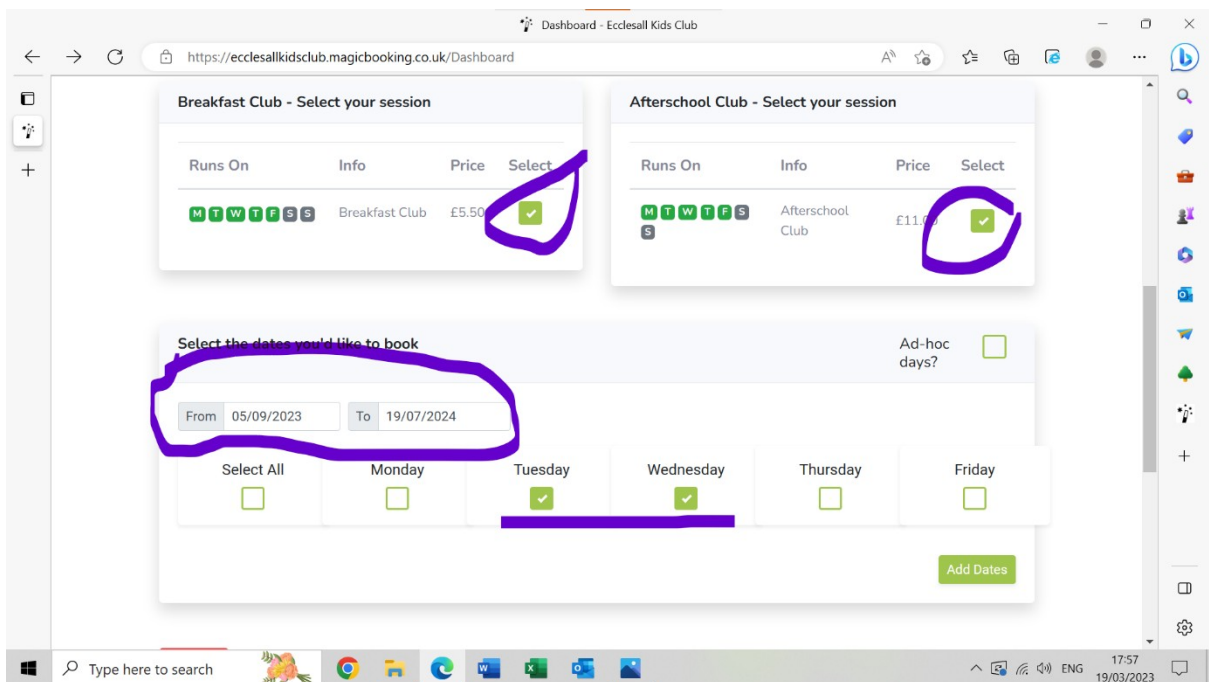 Dashboard - Ecclesall Kids Club
https://ecclesallkidsclub.magicbooking.co.uk/Dashboard
Breakfast Club - Select your session
Runs On Info Price Select
M T W T F S S Breakfast Club £5.50
Afterschool Club - Select your session
Runs On Info Price Select
M T W T F S Afterschool
S Club
Select the dates you'd like to book
Ad-hoc
days?
From 05/09/2023 To 19/07/2024
Select All Monday Tuesday Wednesday Thursday Friday
Add Dates
Type here to search
ENG
17:57
19/03/2023